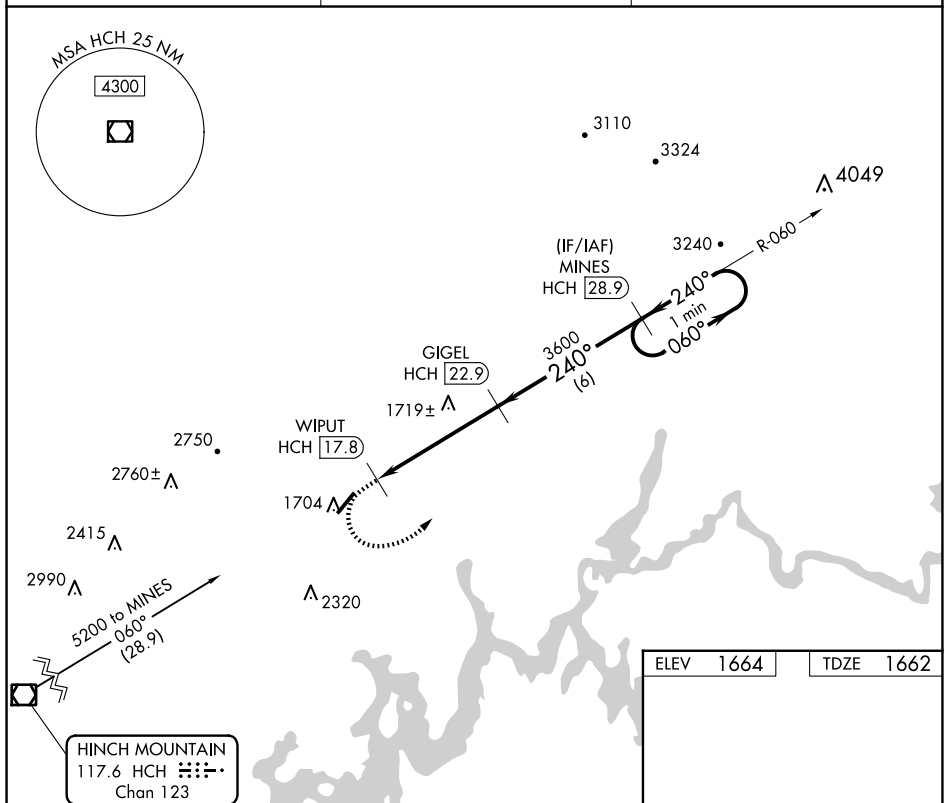 MSA HCH 25 NM
4300
3110
3324
4049
3240
R-060
(IF/IAF)
MINES
HCH 28.9
240°
1 min
060°
3600
240°
(6)
GIGEL
HCH 22.9
1719±
WIPUT
HCH 17.8
2750
2760±
1704
2415
2990
2320
5200 to MINES
060°
(28.9)
ELEV 1664
TDZE 1662
HINCH MOUNTAIN
117.6 HCH
Chan 123